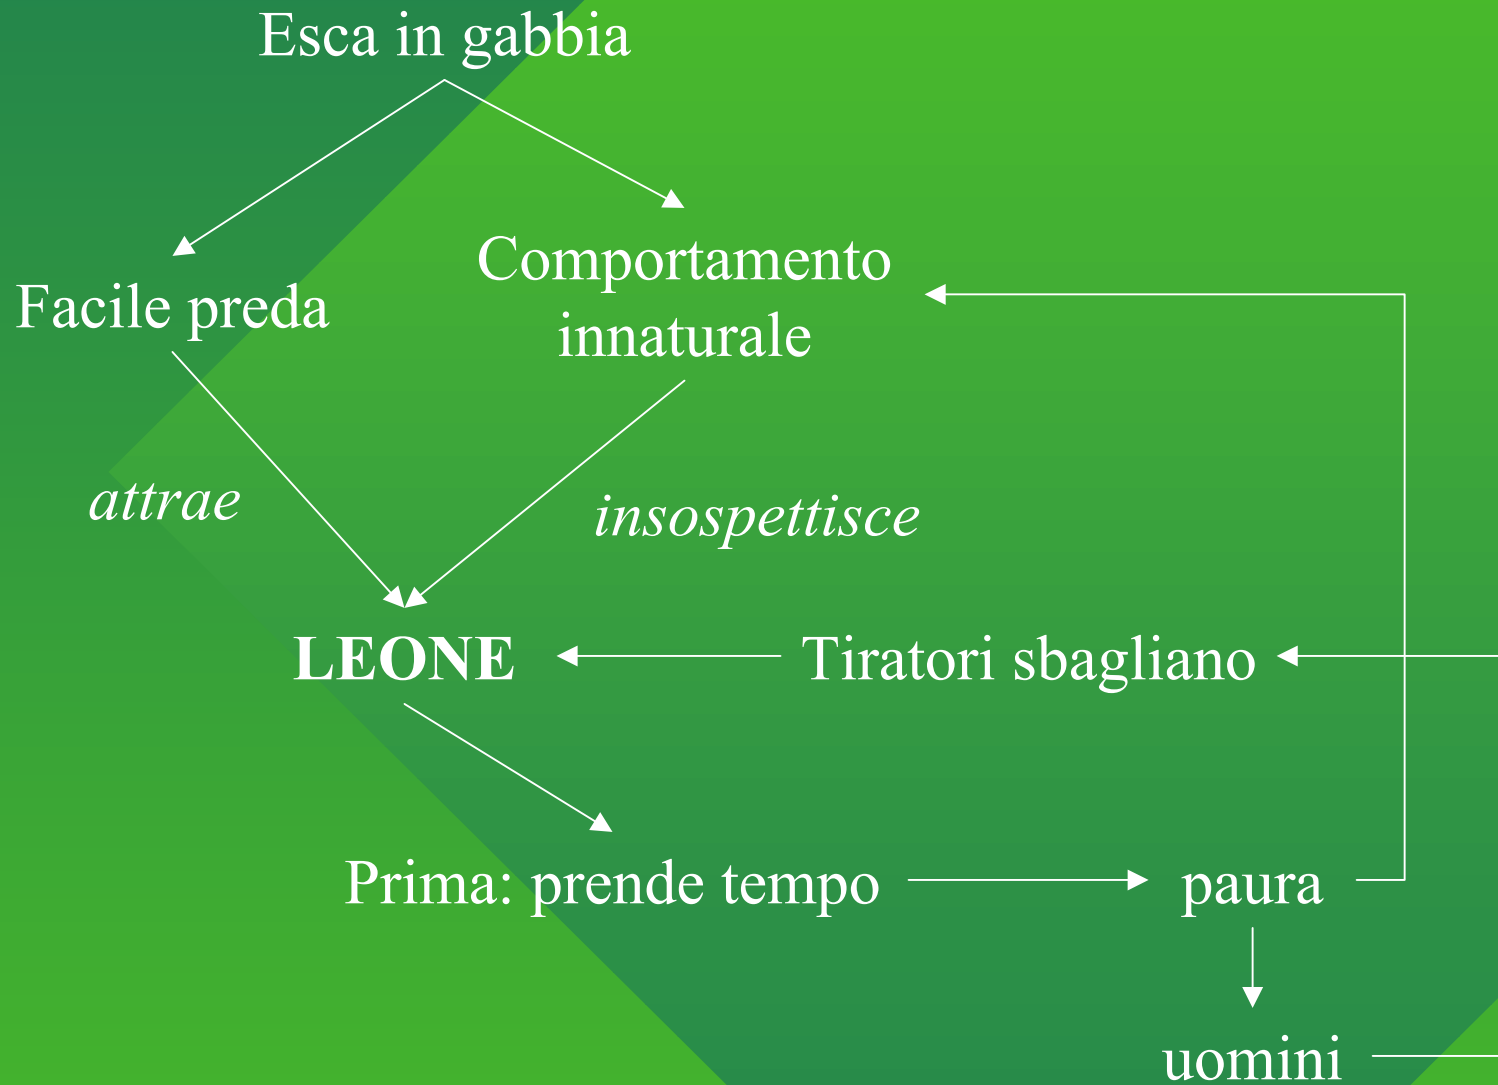 Esca in gabbia
Comportamento
innaturale
Facile preda
attrae
insospettisce
LEONE
Tiratori sbagliano
Prima: prende tempo
paura
uomini